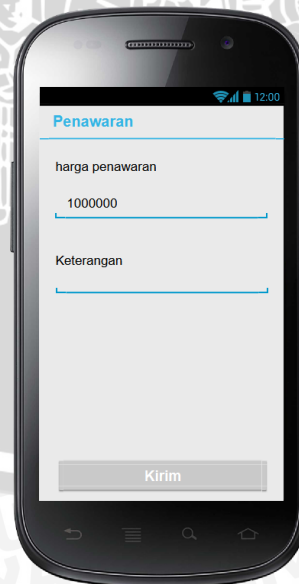 12:00
Penawaran
harga penawaran
1000000
Keterangan
Kirim